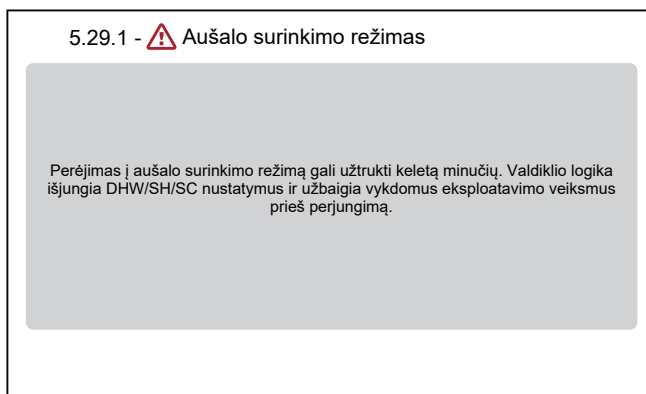 5.29.1 - Aušalo surinkimo režimas
Perėjimas į aušalo surinkimo režimą gali užtrukti keletą minučių. Valdiklio logika
išjungia DHW/SH/SC nustatymus ir užbaigia vykdomus eksploatavimo veiksmus
prieš perjungimą.